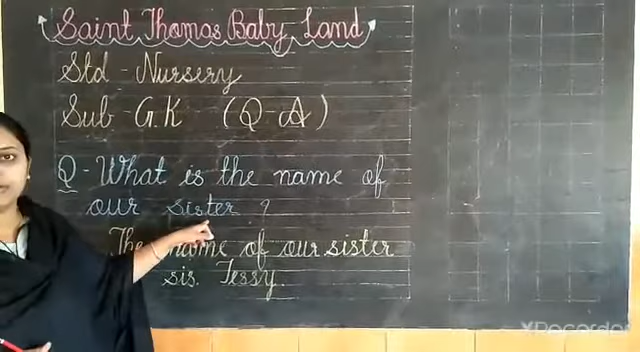 Saint Thomas Baby Land
Std - Nursery
Sub - G.K (Q-A)
Q - What is the name of
our sister ?
The name of our sister
sis. Tessy.
XRecorder